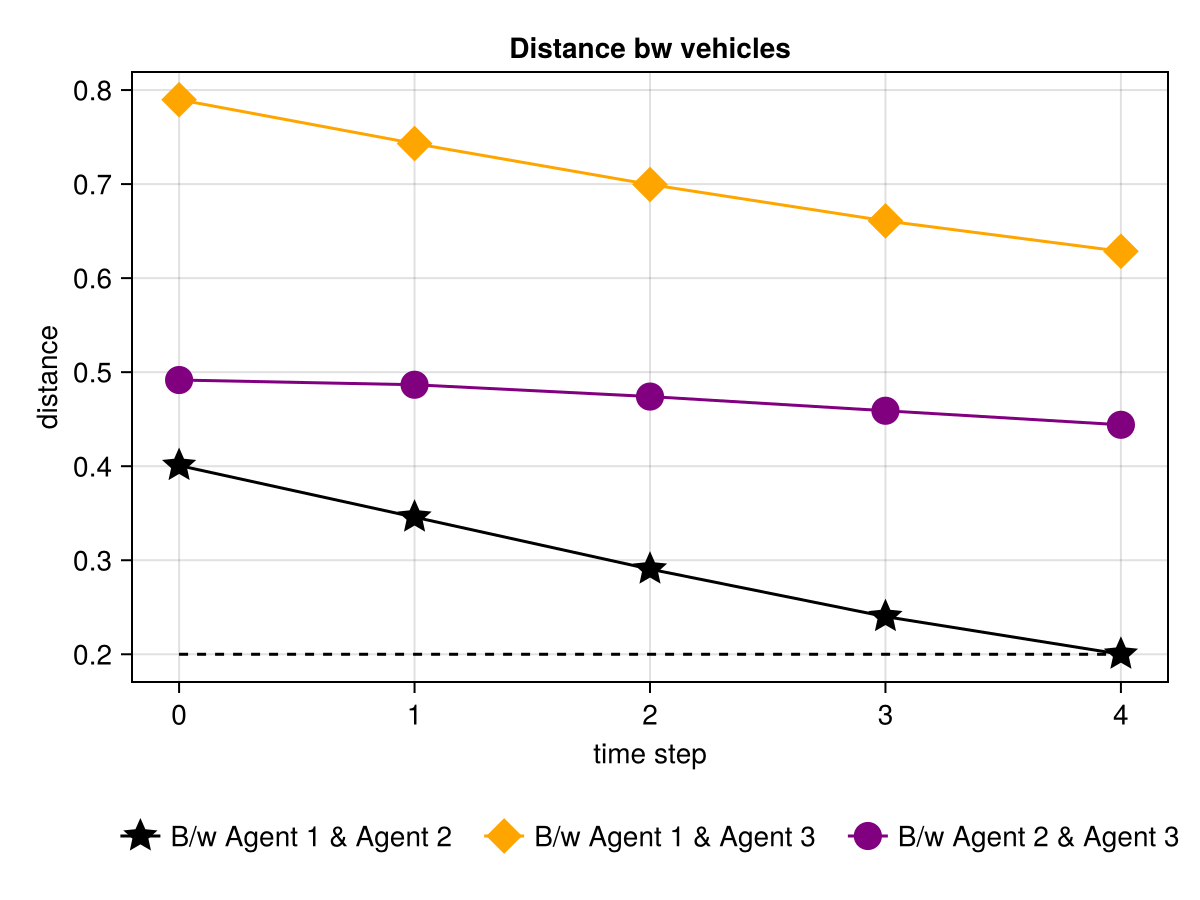 Distance bw vehicles
0.8
0.7
0.6
0.5
0.4
0.3
0.2
distance
0 1 2 3 4
time step
B/w Agent 1 & Agent 2 B/w Agent 1 & Agent 3 B/w Agent 2 & Agent 3